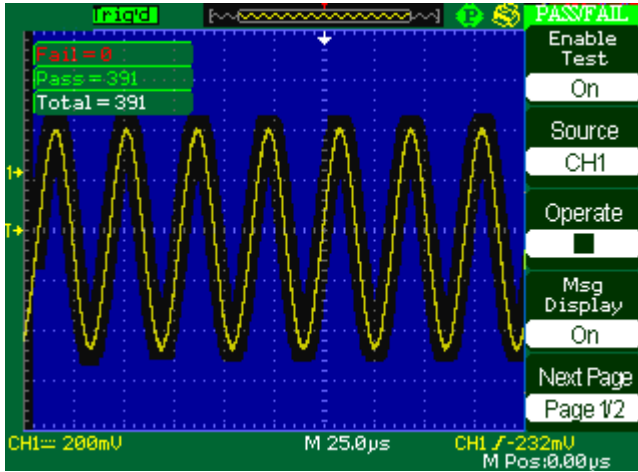 Trig'd P PASS/FAIL
Fail = 0
Pass = 391
Total = 391
1
T
Enable
Test
On
Source
CH1
Operate
Msg
Display
On
Next Page
Page 1/2
CH1 200mV M 25.0µs CH1 -232mV
M Pos:0.00µs